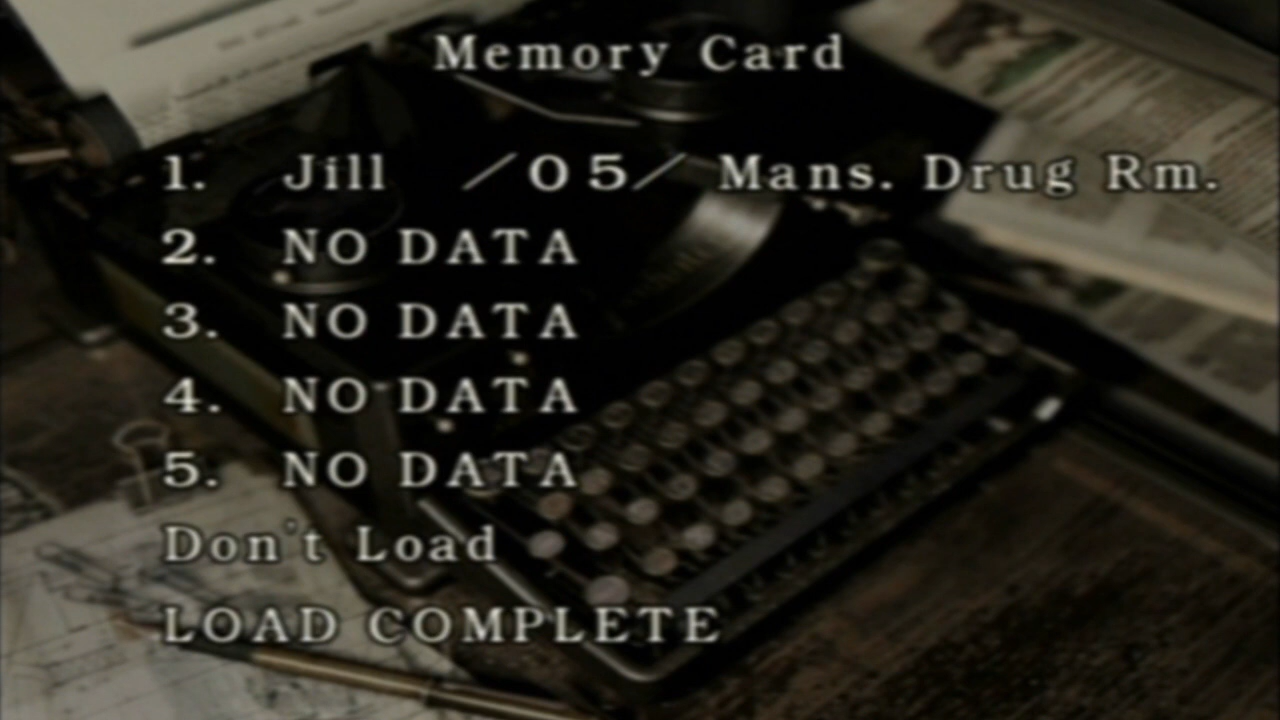 Memory Card
1. Jill /05/ Mans. Drug Rm.
2. NO DATA
3. NO DATA
4. NO DATA
5. NO DATA
Don't Load
LOAD COMPLETE